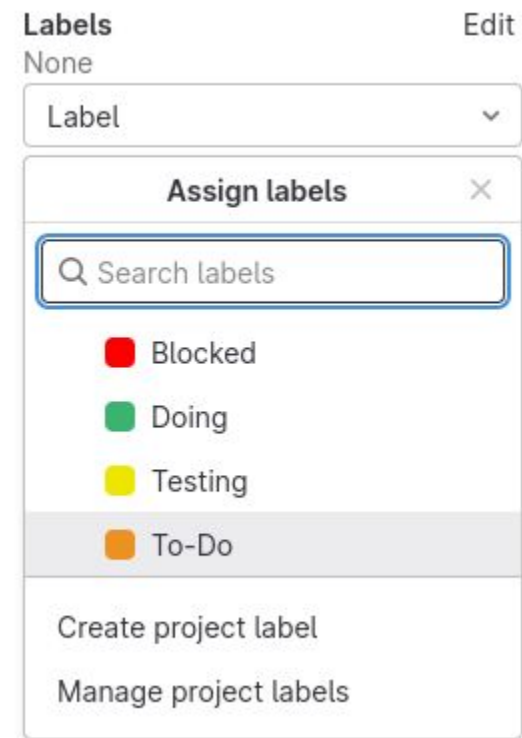 Labels Edit
None
Label
Assign labels
Search labels
Blocked
Doing
Testing
To-Do
Create project label
Manage project labels